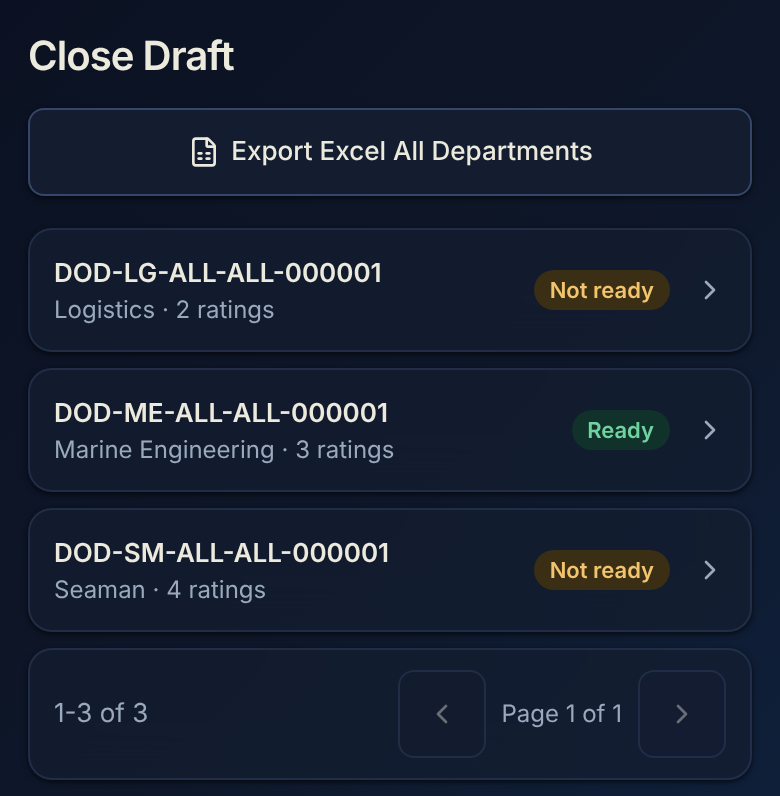 Close Draft
Export Excel All Departments
DOD-LG-ALL-ALL-000001
Logistics · 2 ratings
Not ready
DOD-ME-ALL-ALL-000001
Marine Engineering · 3 ratings
Ready
DOD-SM-ALL-ALL-000001
Seaman · 4 ratings
Not ready
1-3 of 3
Page 1 of 1